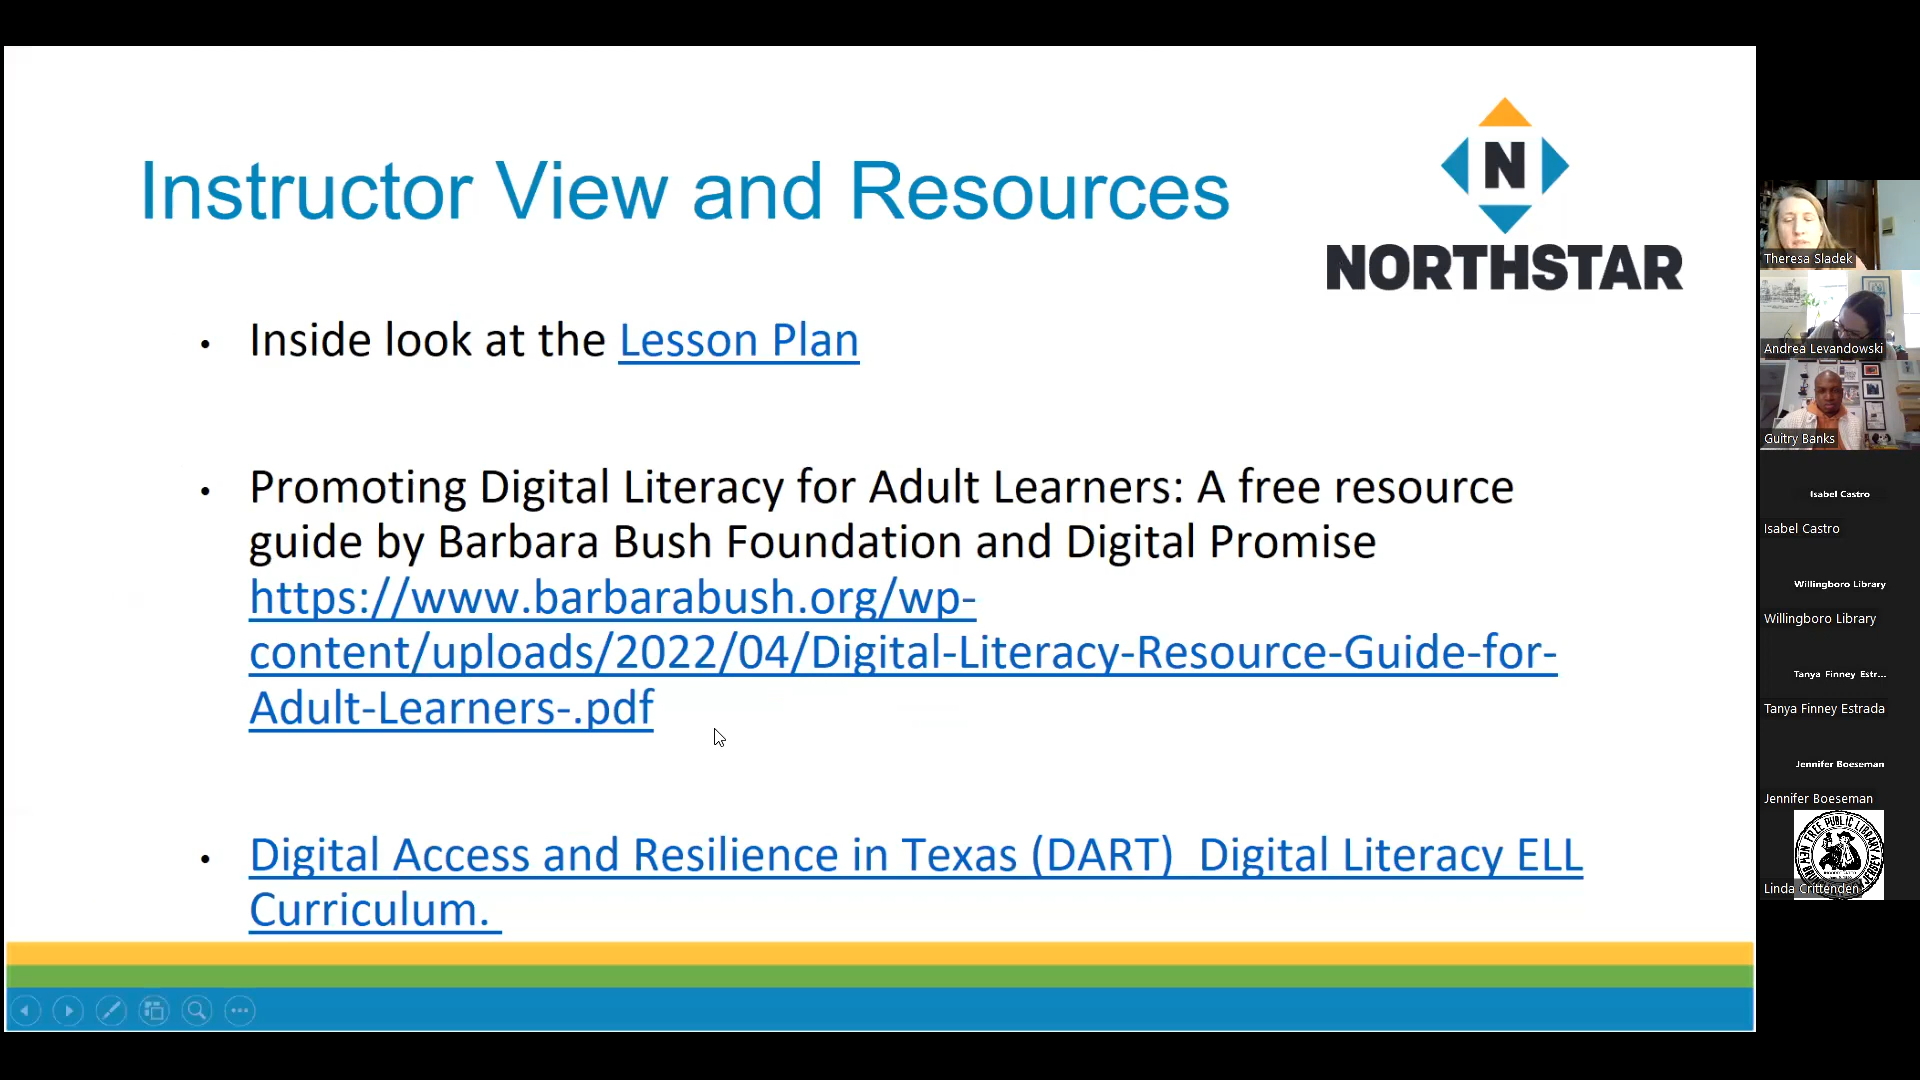 Instructor View and Resources
N
NORTHSTAR
• Inside look at the Lesson Plan
• Promoting Digital Literacy for Adult Learners: A free resource
guide by Barbara Bush Foundation and Digital Promise
https://www.barbarabush.org/wp-
content/uploads/2022/04/Digital-Literacy-Resource-Guide-for-
Adult-Learners-.pdf
• Digital Access and Resilience in Texas (DART)  Digital Literacy ELL
Curriculum.
Theresa Sladek
Andrea Levandowski
Guitry Banks
Isabel Castro
Isabel Castro
Willingboro Library
Willingboro Library
Tanya Finney Estr...
Tanya Finney Estrada
Jennifer Boeseman
Jennifer Boeseman
Linda Crittenden